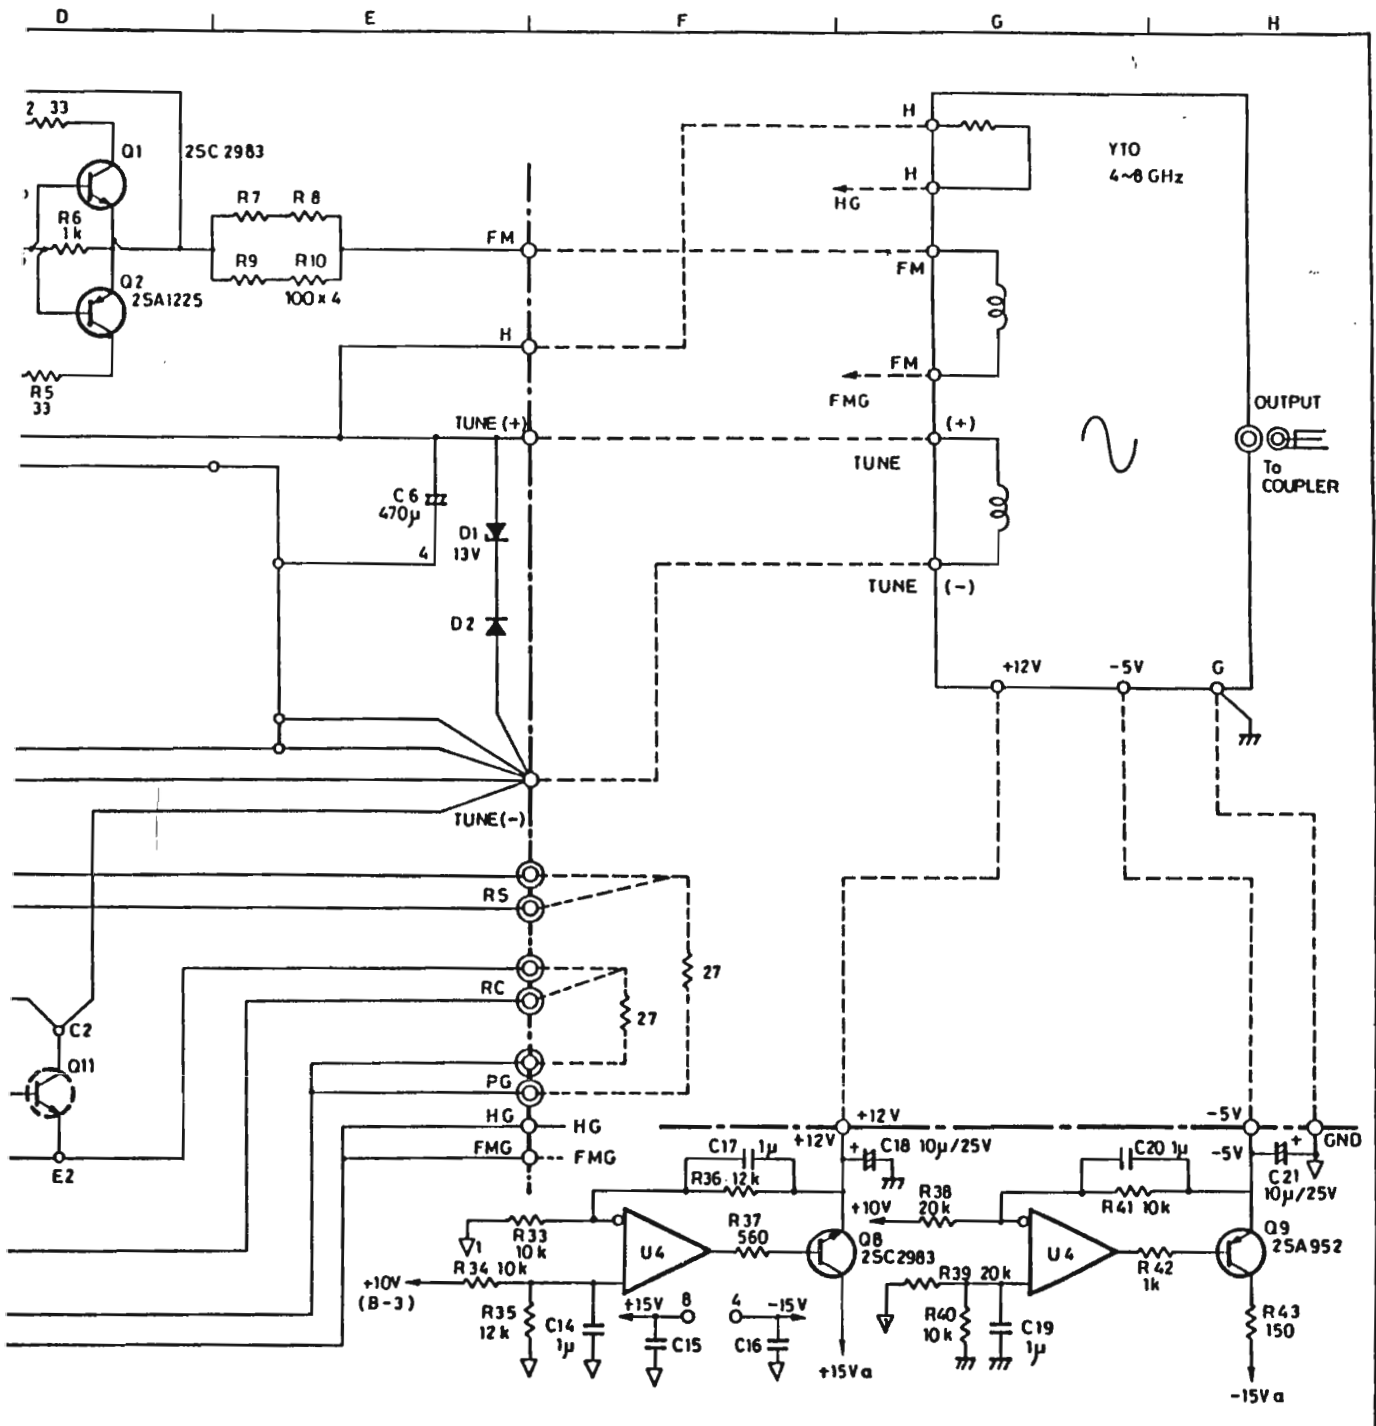 D E F G H
2 33
Q1
2SC 2983
R6
1k
R7 R8
R9 R10
100×4
Q2
2SA1225
R5
33
FM
H
TUNE (+)
C6
470μ
4
D1
13V
D2
TUNE(-)
RS
RC
PG
HG HG
FMG FMG
27
27
C2
Q11
E2
H
H
HG
YTO
4~8 GHz
FM
FM
FMG
(+)
TUNE
TUNE (-)
OUTPUT
To
COUPLER
+12V -5V G
+12V
+12V
-5V
-5V
GND
C17 1μ
R36 12k
C18 10μ/25V
C20 1μ
R41 10k
C21
10μ/25V
R33
10k
1
R34 10k
+10V
(B-3)
R35
12k
C14
1μ
U4
R37
560
Q8
2SC2983
+15V 8
C15
4 -15V
C16
+15Va
+10V
R38
20k
R39 20k
R40
10k
C19
1μ
U4
R42
1k
Q9
2SA952
R43
150
-15Va